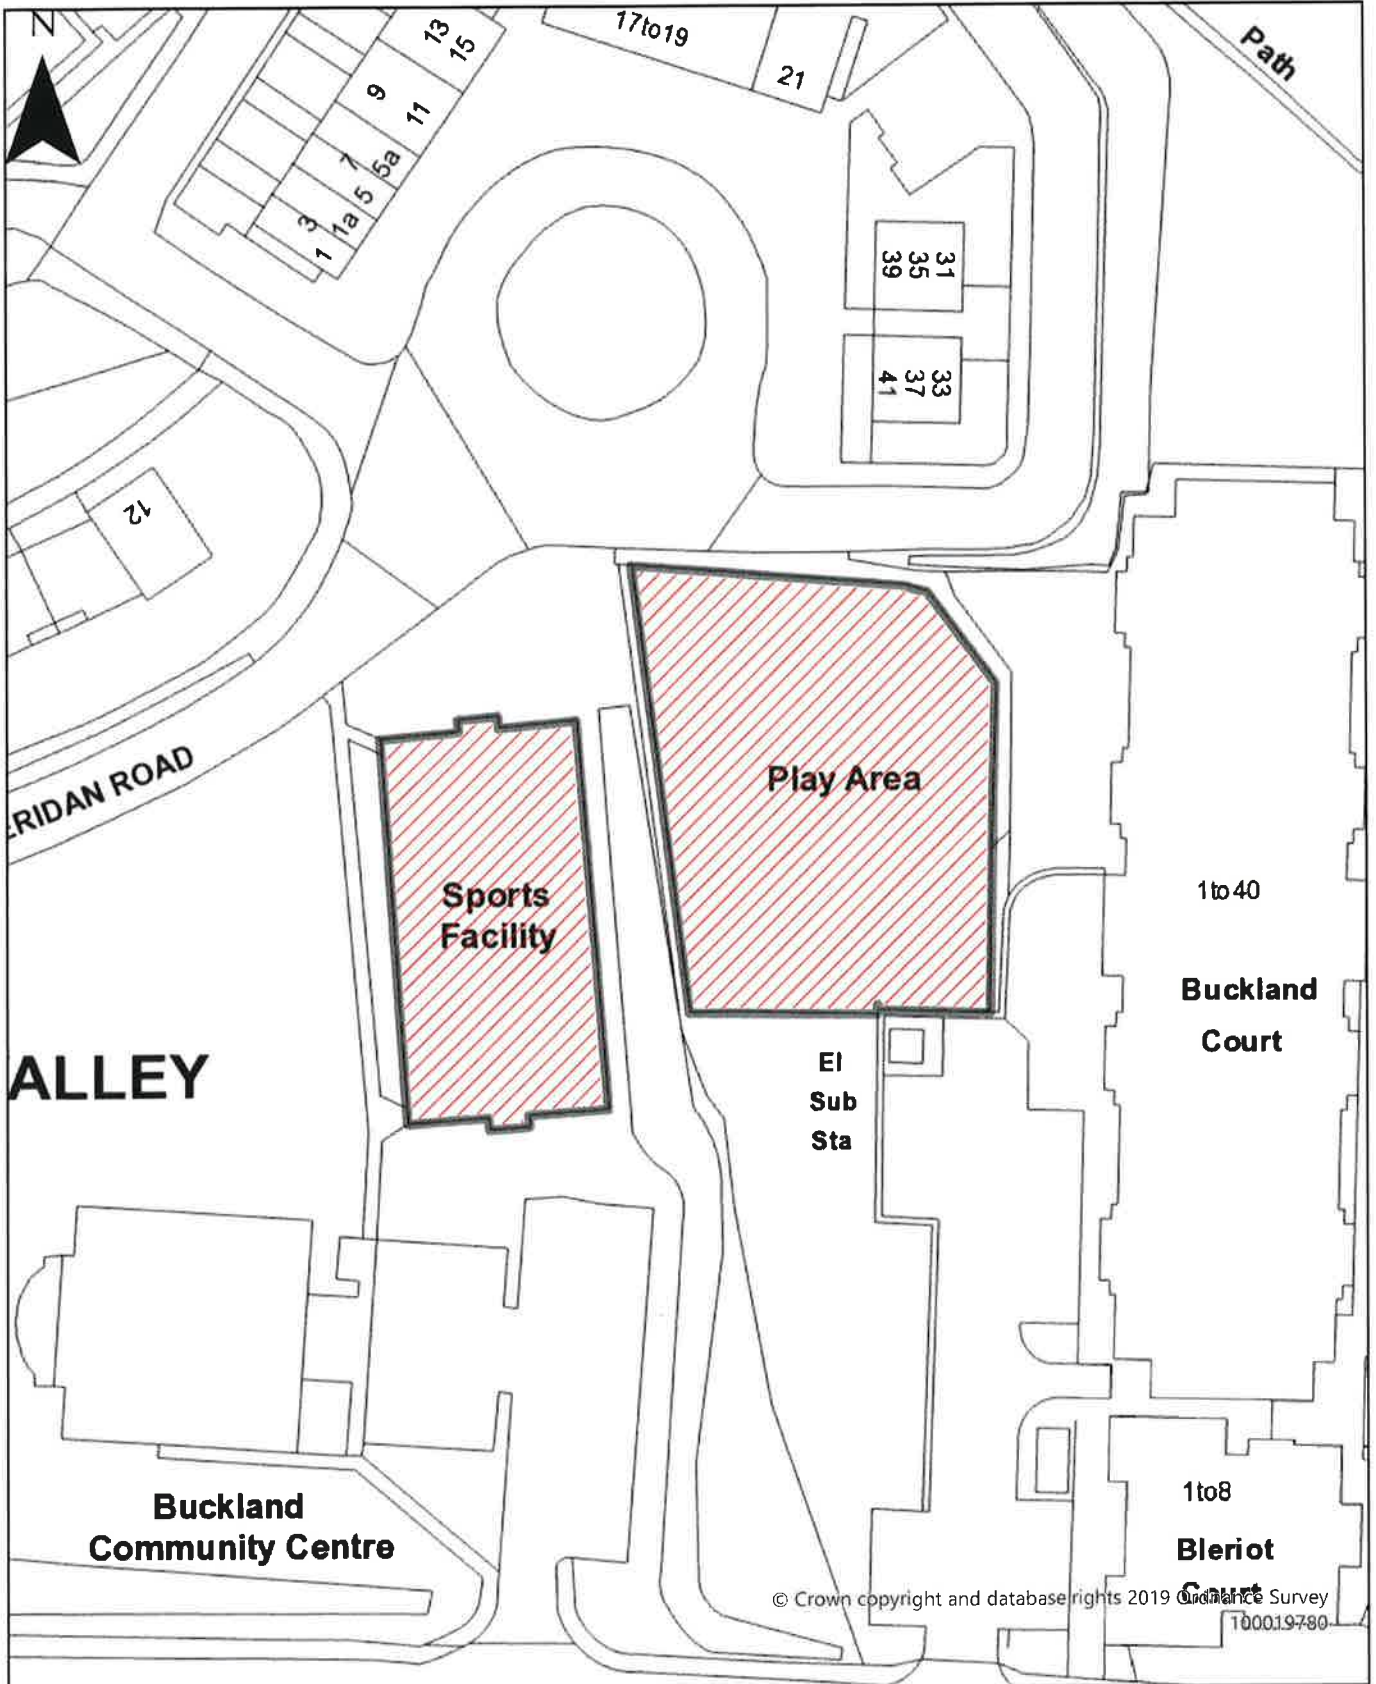 N
13
15
9
11
7
5a
5
3
1a
1
17to19
21
Path
31
35
39
33
37
41
12
ERIDAN ROAD
Play Area
Sports
Facility
1to40
Buckland
Court
ALLEY
El
Sub
Sta
Buckland
Community Centre
1to8
Bleriot
Court
© Crown copyright and database rights 2019 Ordnance Survey
100019780